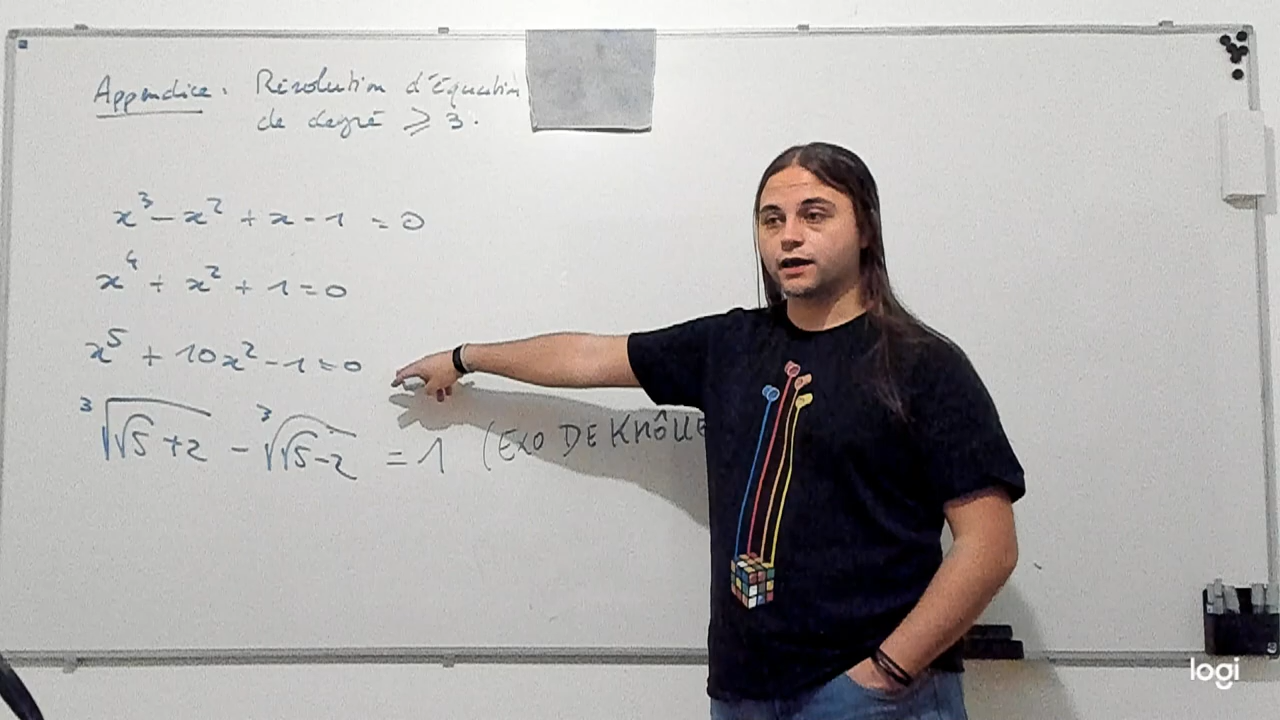 Appendice : Résolution d'Équation
de degré ⩾ 3.
x³ - x² + x - 1 = 0
x⁴ + x² + 1 = 0
x⁵ + 10x² - 1 = 0
∛(√5 + 2) - ∛(√5 - 2) = 1 (EXO DE KHÔLLE
logi